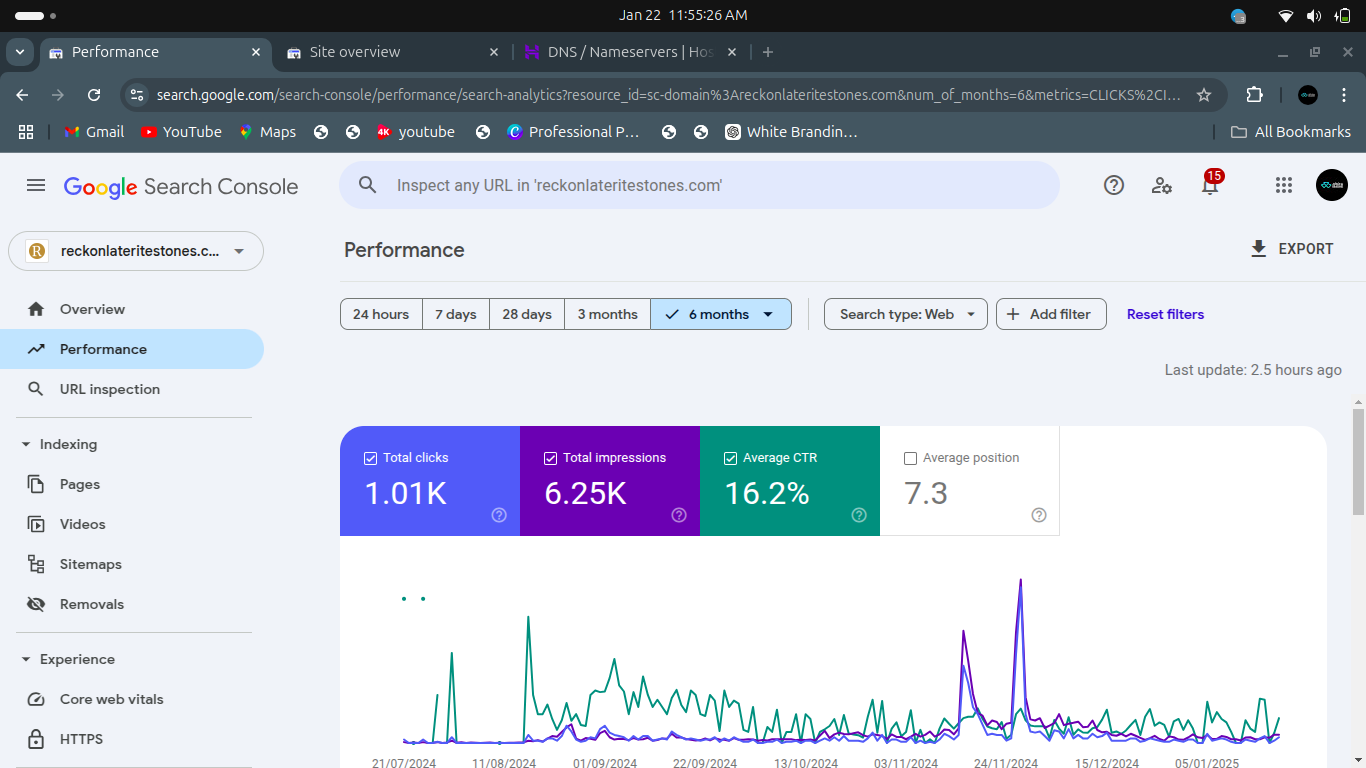 Jan 22 11:55:26 AM
Performance
Site overview
DNS / Nameservers | Hos
search.google.com/search-console/performance/search-analytics?resource_id=sc-domain%3Areckonlateritestones.com&num_of_months=6&metrics=CLICKS%2CI...
Gmail
YouTube
Maps
4K
youtube
Professional P...
White Brandin...
All Bookmarks
Google Search Console
Inspect any URL in 'reckonlateritestones.com'
15
R
reckonlateritestones.c...
Performance
EXPORT
Overview
Performance
URL inspection
Indexing
Pages
Videos
Sitemaps
Removals
Experience
Core web vitals
HTTPS
24 hours
7 days
28 days
3 months
6 months
Search type: Web
Add filter
Reset filters
Last update: 2.5 hours ago
Total clicks
1.01K
Total impressions
6.25K
Average CTR
16.2%
Average position
7.3
21/07/2024
11/08/2024
01/09/2024
22/09/2024
13/10/2024
03/11/2024
24/11/2024
15/12/2024
05/01/2025